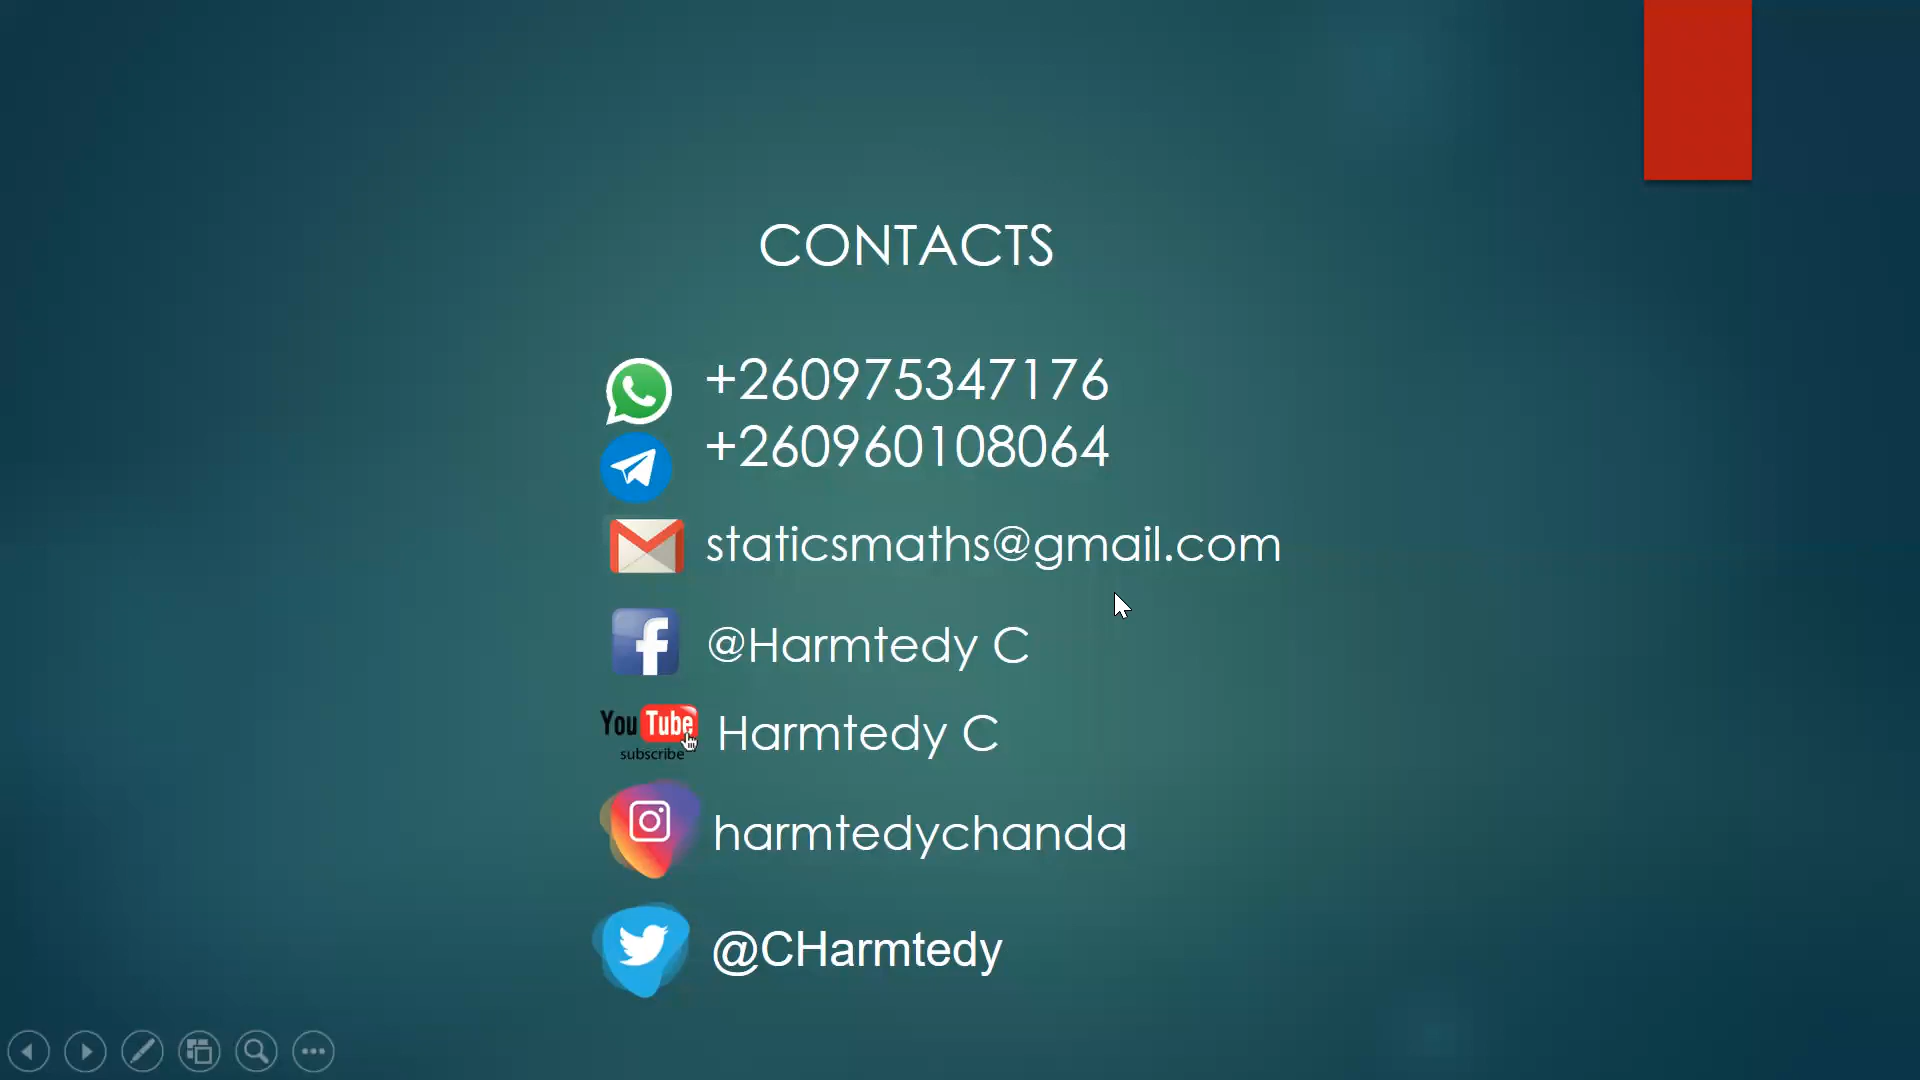 CONTACTS
+260975347176
+260960108064
staticsmaths@gmail.com
@Harmtedy C
You Tube
subscribe
Harmtedy C
harmtedychanda
@CHarmtedy